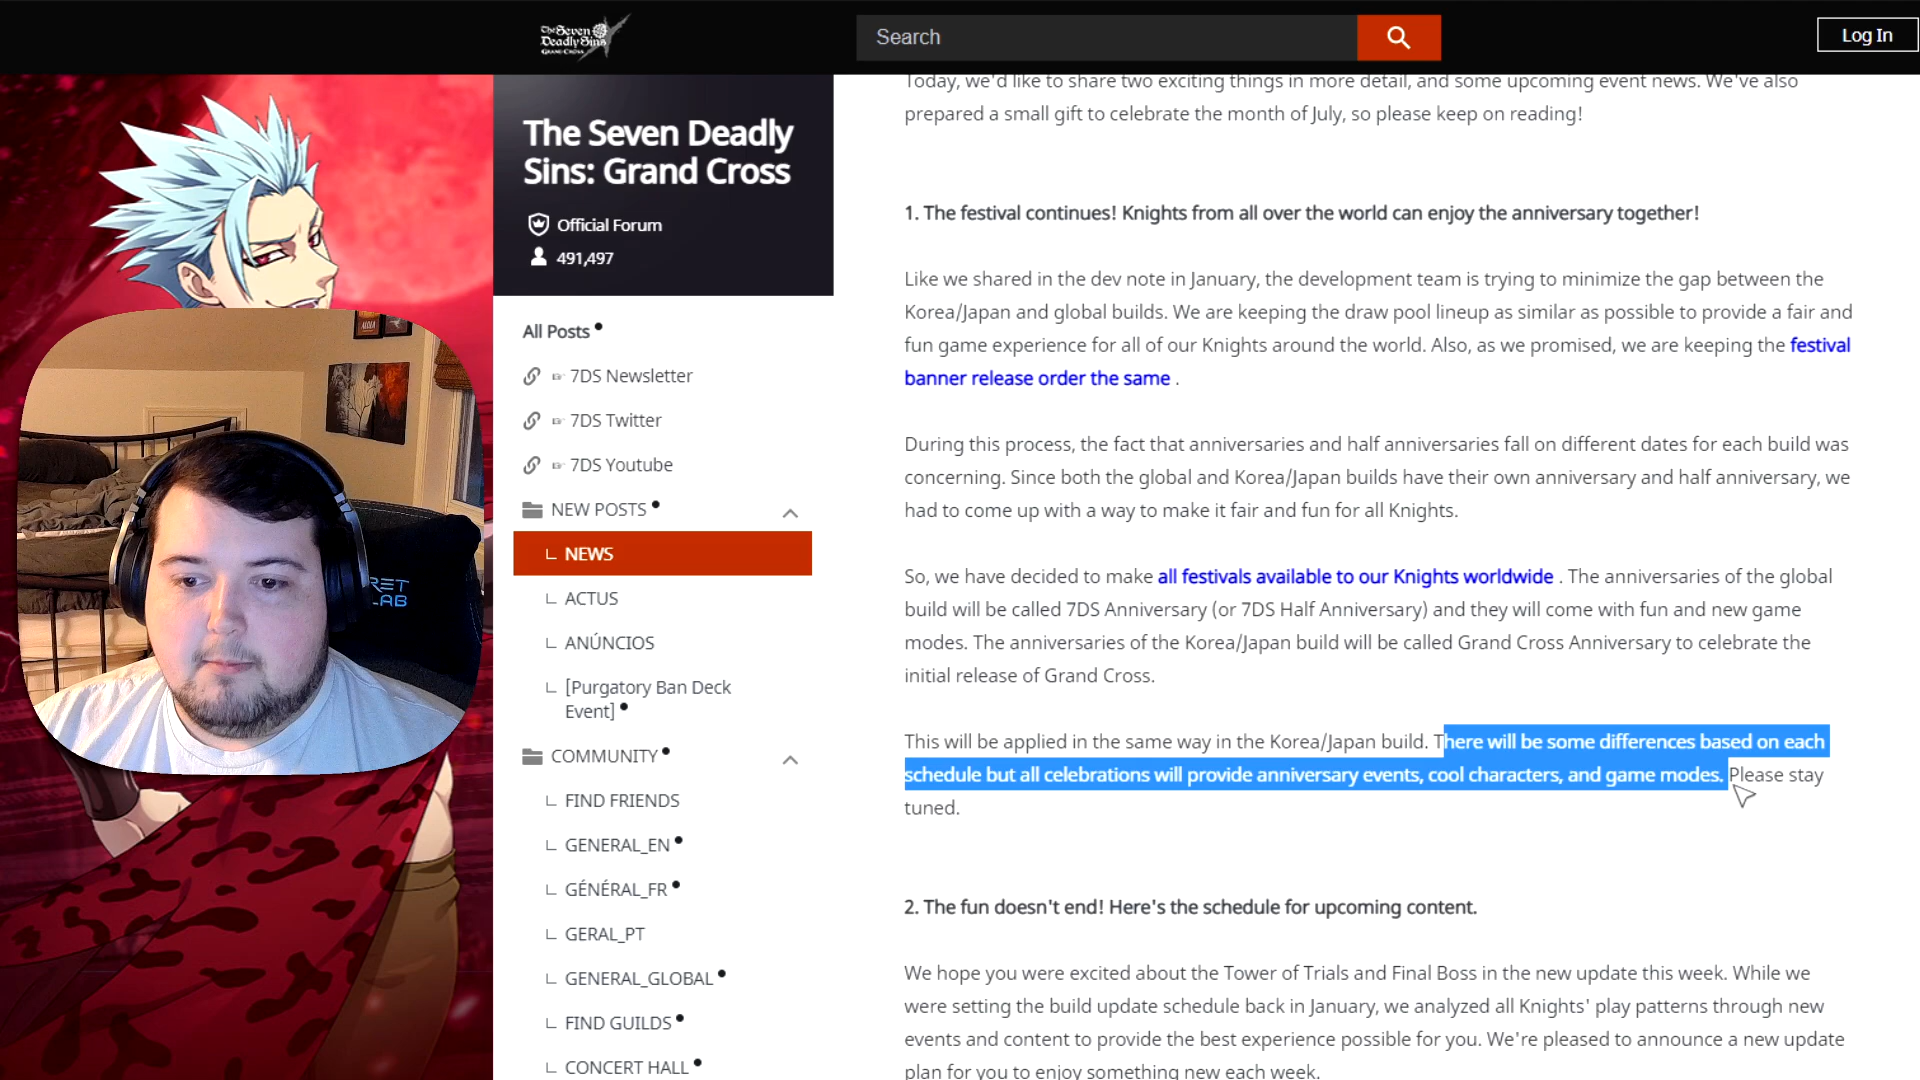 The Seven
Deadly Sins
GRAND CROSS
Search
Log In
The Seven Deadly
Sins: Grand Cross
Official Forum
491,497
All Posts
7DS Newsletter
7DS Twitter
7DS Youtube
NEW POSTS
NEWS
ACTUS
ANÚNCIOS
[Purgatory Ban Deck
Event]
COMMUNITY
FIND FRIENDS
GENERAL_EN
GÉNÉRAL_FR
GERAL_PT
GENERAL_GLOBAL
FIND GUILDS
CONCERT HALL
Today, we'd like to share two exciting things in more detail, and some upcoming event news. We've also
prepared a small gift to celebrate the month of July, so please keep on reading!
1. The festival continues! Knights from all over the world can enjoy the anniversary together!
Like we shared in the dev note in January, the development team is trying to minimize the gap between the
Korea/Japan and global builds. We are keeping the draw pool lineup as similar as possible to provide a fair and
fun game experience for all of our Knights around the world. Also, as we promised, we are keeping the festival
banner release order the same .
During this process, the fact that anniversaries and half anniversaries fall on different dates for each build was
concerning. Since both the global and Korea/Japan builds have their own anniversary and half anniversary, we
had to come up with a way to make it fair and fun for all Knights.
So, we have decided to make all festivals available to our Knights worldwide . The anniversaries of the global
build will be called 7DS Anniversary (or 7DS Half Anniversary) and they will come with fun and new game
modes. The anniversaries of the Korea/Japan build will be called Grand Cross Anniversary to celebrate the
initial release of Grand Cross.
This will be applied in the same way in the Korea/Japan build. There will be some differences based on each
schedule but all celebrations will provide anniversary events, cool characters, and game modes. Please stay
tuned.
2. The fun doesn't end! Here's the schedule for upcoming content.
We hope you were excited about the Tower of Trials and Final Boss in the new update this week. While we
were setting the build update schedule back in January, we analyzed all Knights' play patterns through new
events and content to provide the best experience possible for you. We're pleased to announce a new update
plan for you to enjoy something new each week.